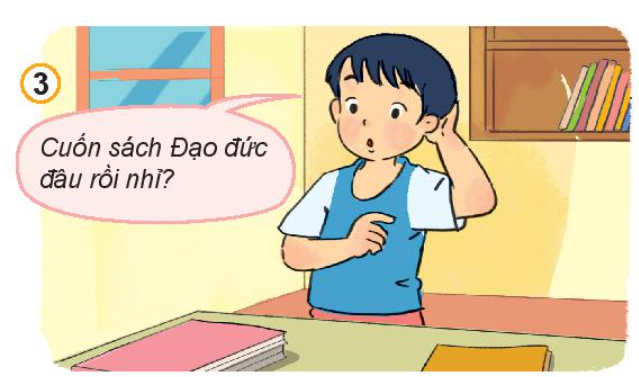 3
Cuốn sách Đạo đức
đâu rồi nhỉ?